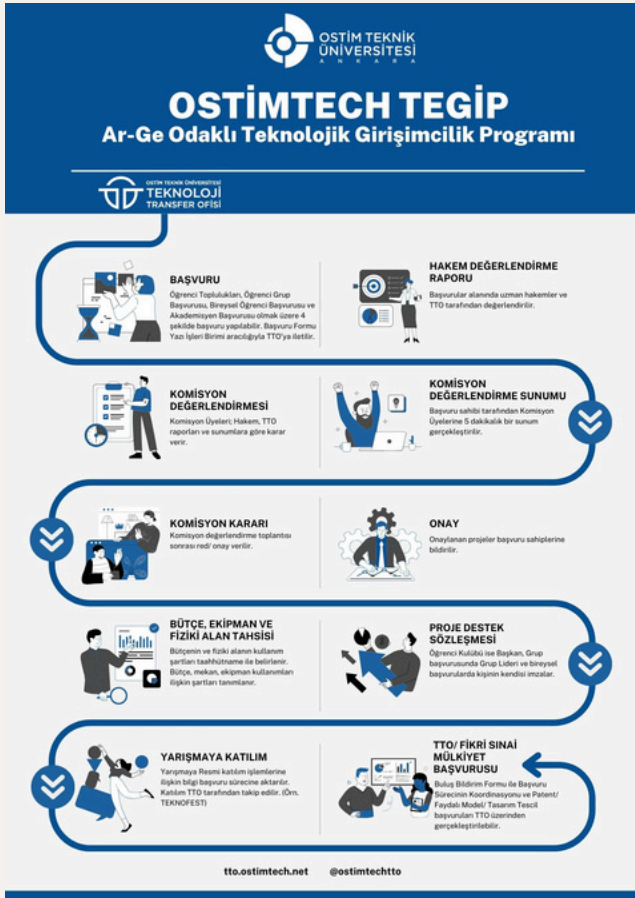 OSTİM TEKNİK
ÜNİVERSİTESİ
ANKARA
OSTİMTECH TEGİP
Ar-Ge Odaklı Teknolojik Girişimcilik Programı
OSTİM TEKNİK ÜNİVERSİTESİ
TEKNOLOJİ
TRANSFER OFİSİ
BAŞVURU
Öğrenci Toplulukları, Öğrenci Grup
Başvurusu, Bireysel Öğrenci Başvurusu ve
Akademisyen Başvurusu olmak üzere 4
şekilde başvuru yapılabilir. Başvuru Formu
Yazı İşleri Birimi aracılığıyla TTO'ya iletilir.
HAKEM DEĞERLENDİRME
RAPORU
Başvurular alanında uzman hakemler ve
TTO tarafından değerlendirilir.
KOMİSYON
DEĞERLENDİRMESİ
Komisyon Üyeleri; Hakem, TTO
raporları ve sunumlara göre karar
verir.
KOMİSYON
DEĞERLENDİRME SUNUMU
Başvuru sahibi tarafından Komisyon
Üyelerine 5 dakikalık bir sunum
gerçekleştirilir.
KOMİSYON KARARI
Komisyon değerlendirme toplantısı
sonrası red/ onay verilir.
ONAY
Onaylanan projeler başvuru sahiplerine
bildirilir.
BÜTÇE, EKİPMAN VE
FİZİKİ ALAN TAHSİSİ
Bütçenin ve fiziki alanın kullanım
şartları taahhütname ile belirlenir.
Bütçe, mekan, ekipman kullanımları
ilişkin şartları tanımlanır.
PROJE DESTEK
SÖZLEŞMESİ
Öğrenci Kulübü ise Başkan, Grup
başvurusunda Grup Lideri ve bireysel
başvurularda kişinin kendisi imzalar.
YARIŞMAYA KATILIM
Yarışmaya Resmi katılım işlemlerine
ilişkin bilgi başvuru sürecine aktarılır.
Katılım TTO tarafından takip edilir. (Örn.
TEKNOFEST)
TTO/ FİKRİ SINAİ
MÜLKİYET
BAŞVURUSU
Buluş Bildirim Formu ile Başvuru
Sürecinin Koordinasyonu ve Patent/
Faydalı Model/ Tasarım Tescil
başvuruları TTO üzerinden
gerçekleştirilebilir.
tto.ostimtech.net @ostimtechtto